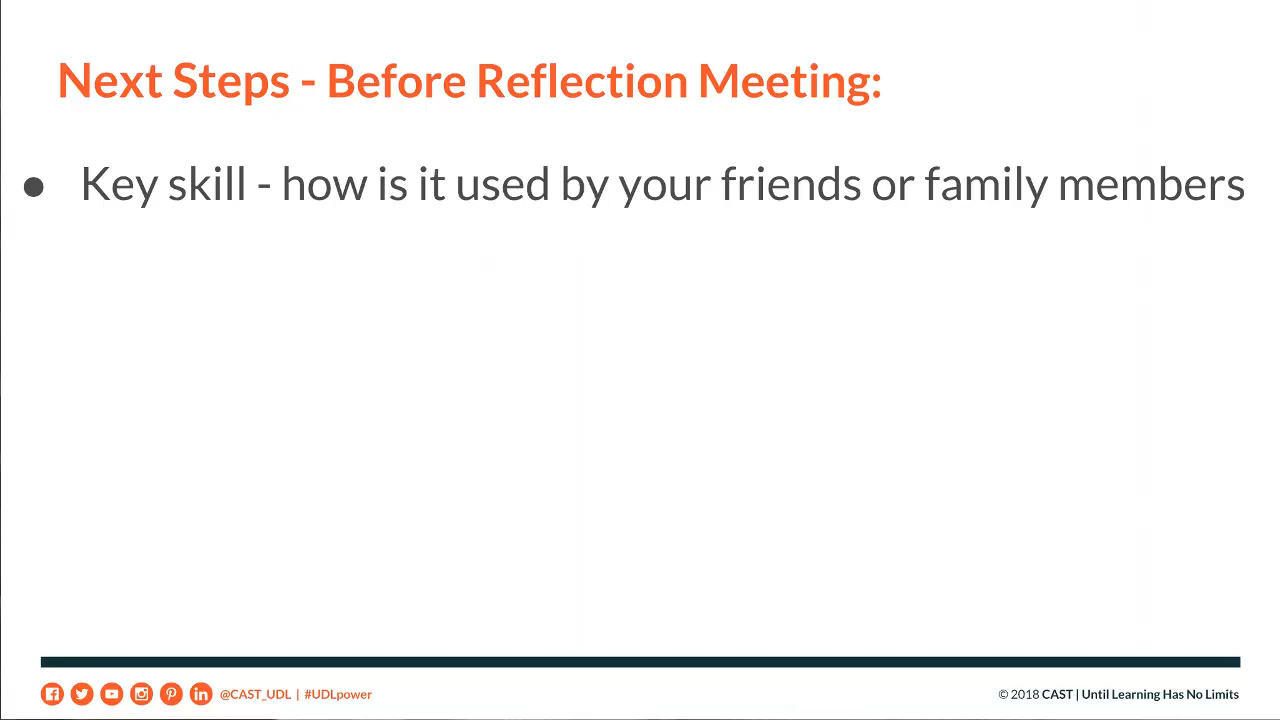 Next Steps - Before Reflection Meeting:
● Key skill - how is it used by your friends or family members
@CAST_UDL | #UDLpower
© 2018 CAST | Until Learning Has No Limits